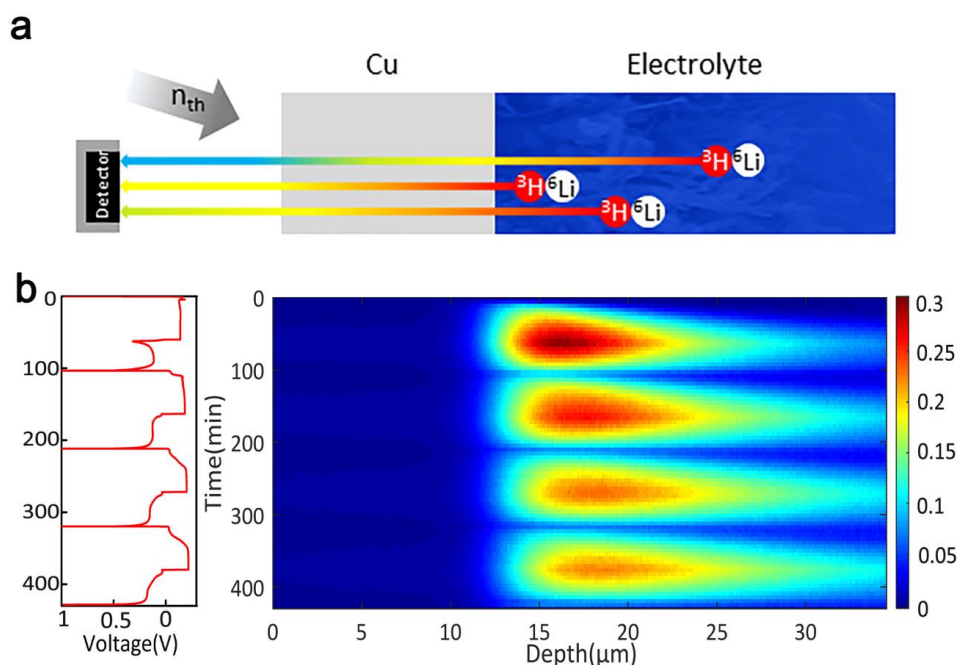 a
Cu
Electrolyte
nth
Detector
³H ⁶Li
³H ⁶Li
³H ⁶Li
b
0
100
200
300
400
1 0.5 0
Voltage(V)
Time(min)
0
100
200
300
400
0 5 10 15 20 25 30
Depth(μm)
0.3
0.25
0.2
0.15
0.1
0.05
0